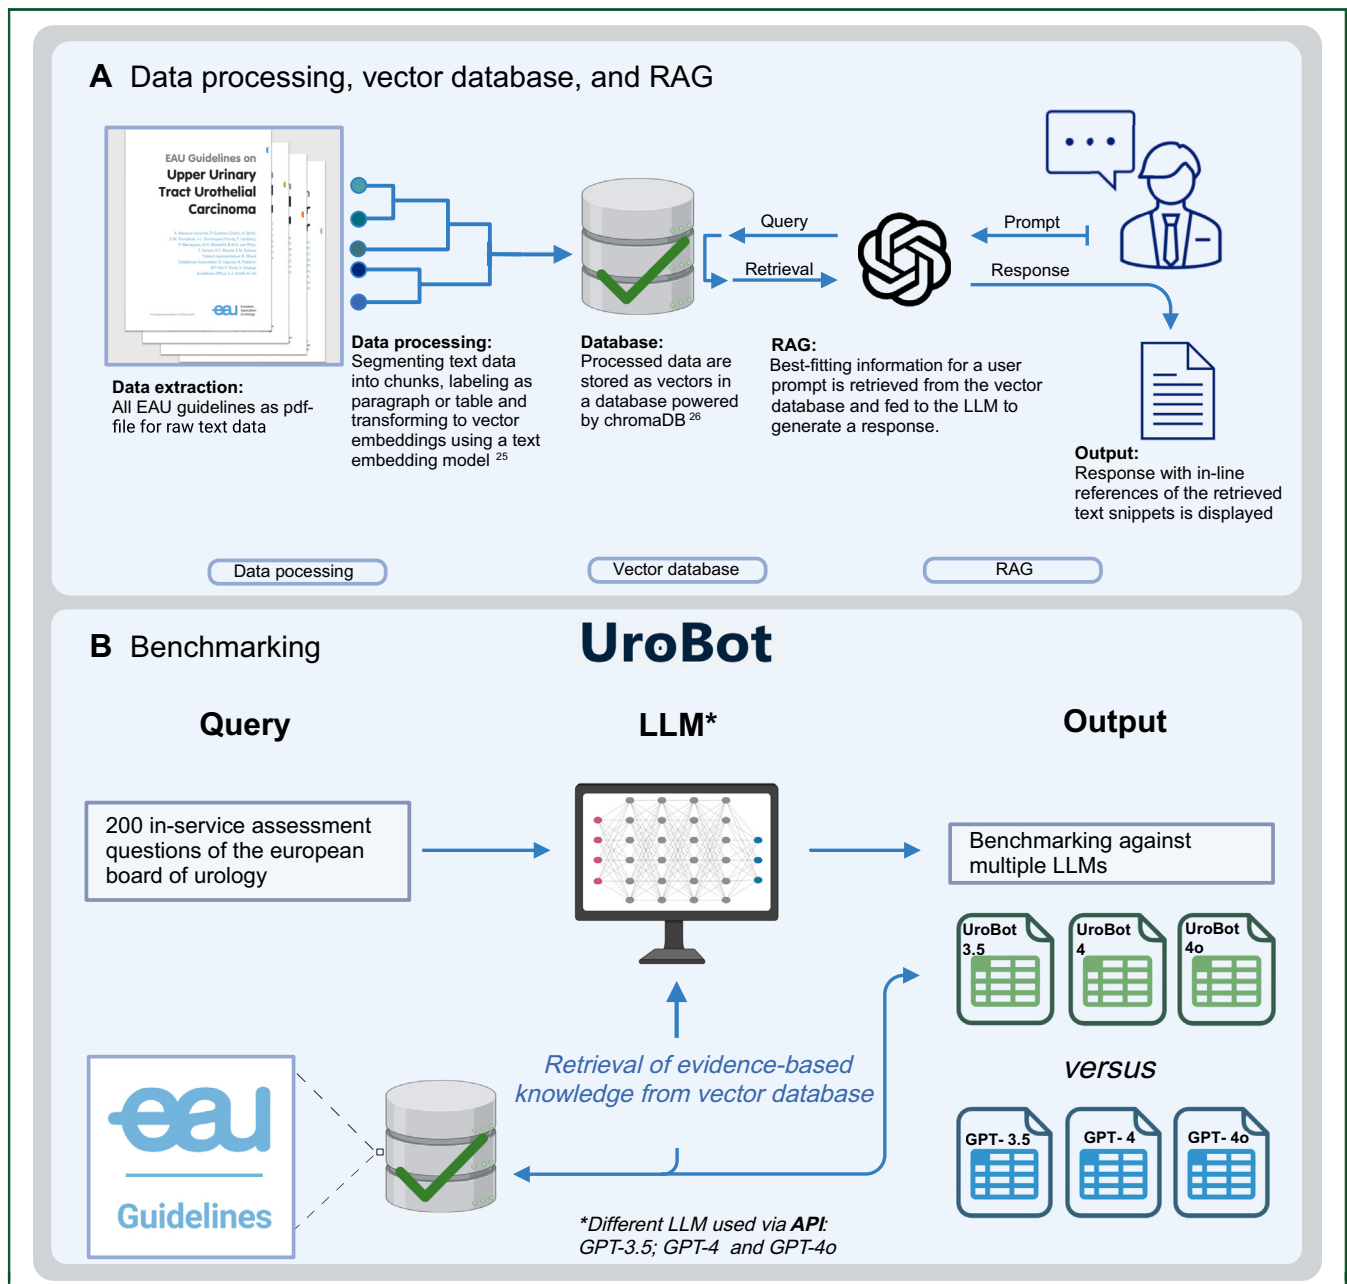 A Data processing, vector database, and RAG
EAU Guidelines on
Upper Urinary
Tract Urothelial
Carcinoma
eau
European
Association
of Urology
Data extraction:
All EAU guidelines as pdf-
file for raw text data
Data processing:
Segmenting text data
into chunks, labeling as
paragraph or table and
transforming to vector
embeddings using a text
embedding model 25
Database:
Processed data are
stored as vectors in
a database powered
by chromaDB 26
Query
Retrieval
RAG:
Best-fitting information for a user
prompt is retrieved from the vector
database and fed to the LLM to
generate a response.
Prompt
Response
Output:
Response with in-line
references of the retrieved
text snippets is displayed
Data pocessing
Vector database
RAG
B Benchmarking
UroBot
Query
LLM*
Output
200 in-service assessment
questions of the european
board of urology
Benchmarking against
multiple LLMs
UroBot
3.5
UroBot
4
UroBot
4o
Retrieval of evidence-based
knowledge from vector database
versus
eau
Guidelines
GPT- 3.5
GPT- 4
GPT- 4o
*Different LLM used via API:
GPT-3.5; GPT-4 and GPT-4o